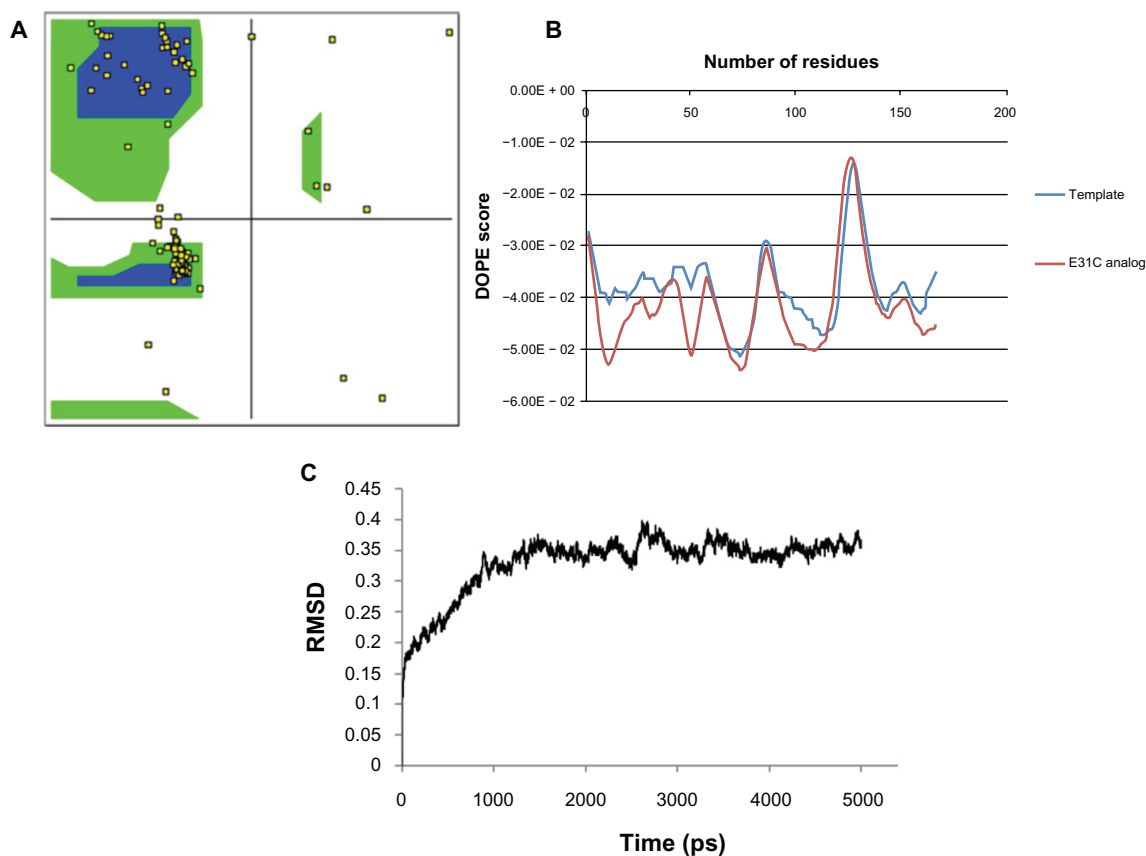 A
B
Number of residues
0.00E + 00
0
50
100
150
200
−1.00E − 02
−2.00E − 02
−3.00E − 02
−4.00E − 02
−5.00E − 02
−6.00E − 02
DOPE score
Template
E31C analog
C
0.45
0.4
0.35
0.3
0.25
0.2
0.15
0.1
0.05
0
RMSD
0
1000
2000
3000
4000
5000
Time (ps)